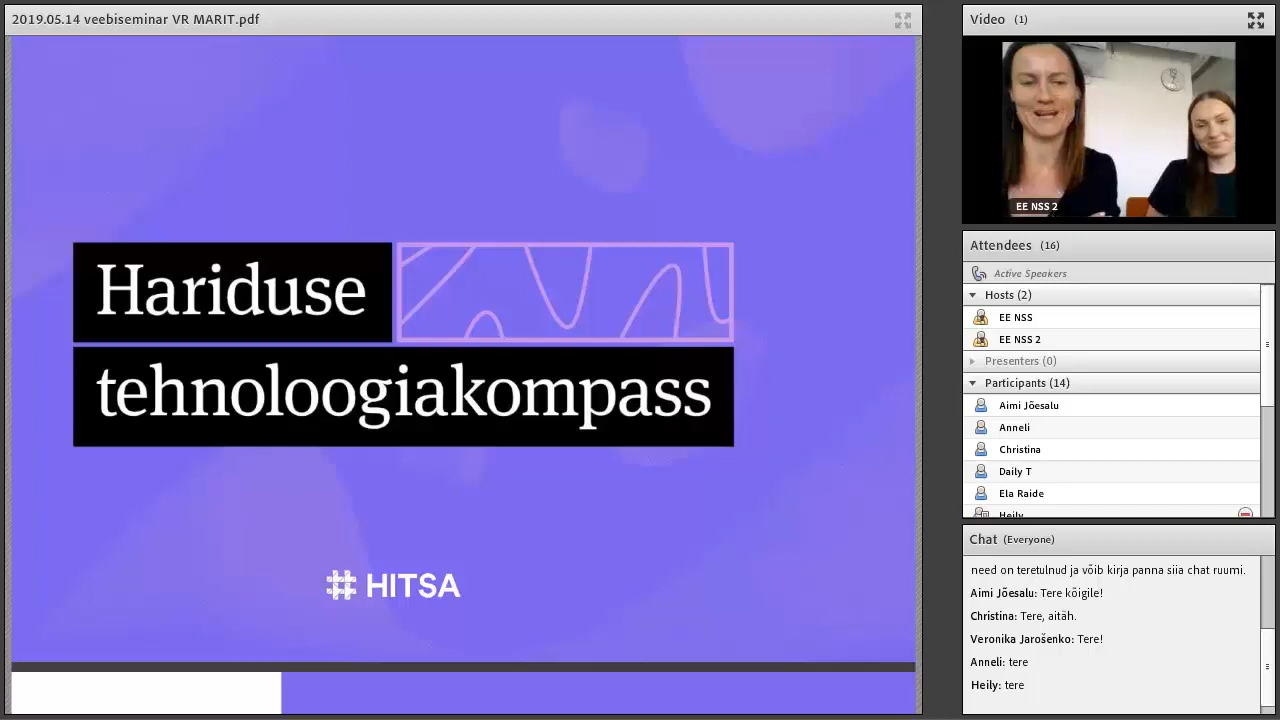 2019.05.14 veebiseminar VR MARIT.pdf
Hariduse
tehnoloogiakompass
HITSA
Video (1)
EE NSS 2
Attendees (16)
Active Speakers
Hosts (2)
EE NSS
EE NSS 2
Presenters (0)
Participants (14)
Aimi Jõesalu
Anneli
Christina
Daily T
Ela Raide
Heily
Chat (Everyone)
need on teretulnud ja võib kirja panna siia chat ruumi.
Aimi Jõesalu: Tere kõigile!
Christina: Tere, aitäh.
Veronika Jarošenko: Tere!
Anneli: tere
Heily: tere